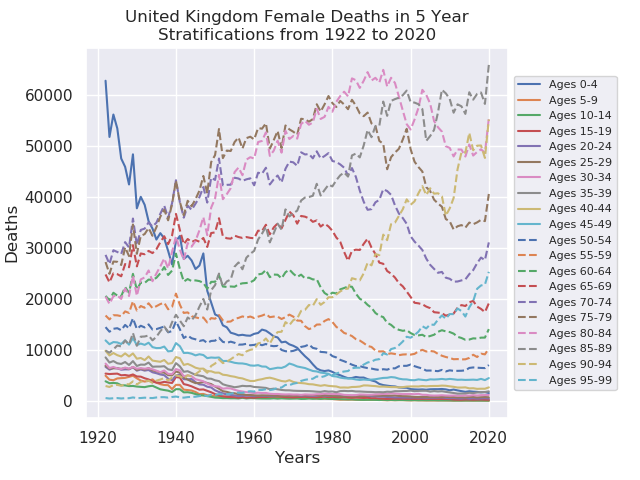 United Kingdom Female Deaths in 5 Year
Stratifications from 1922 to 2020
60000
50000
40000
30000
20000
10000
0
Deaths
1920 1940 1960 1980 2000 2020
Years
Ages 0-4
Ages 5-9
Ages 10-14
Ages 15-19
Ages 20-24
Ages 25-29
Ages 30-34
Ages 35-39
Ages 40-44
Ages 45-49
Ages 50-54
Ages 55-59
Ages 60-64
Ages 65-69
Ages 70-74
Ages 75-79
Ages 80-84
Ages 85-89
Ages 90-94
Ages 95-99